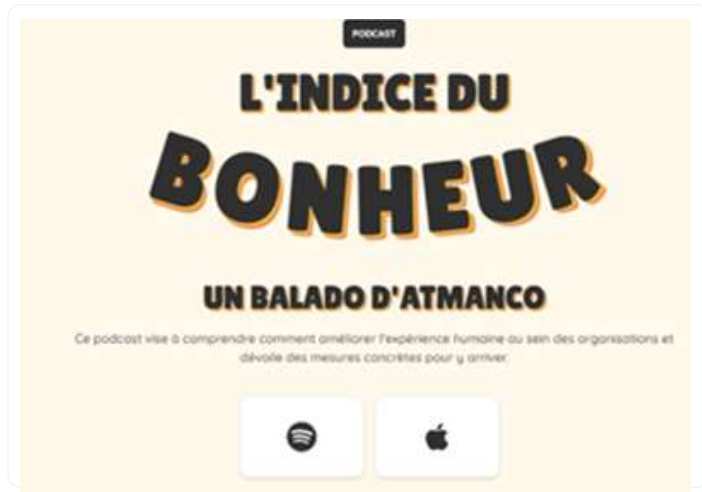 PODCAST
L'INDICE DU
BONHEUR
UN BALADO D'ATMANCO
Ce podcast vise à comprendre comment améliorer l'expérience humaine au sein des organisations et
dévoile des mesures concrètes pour y arriver.